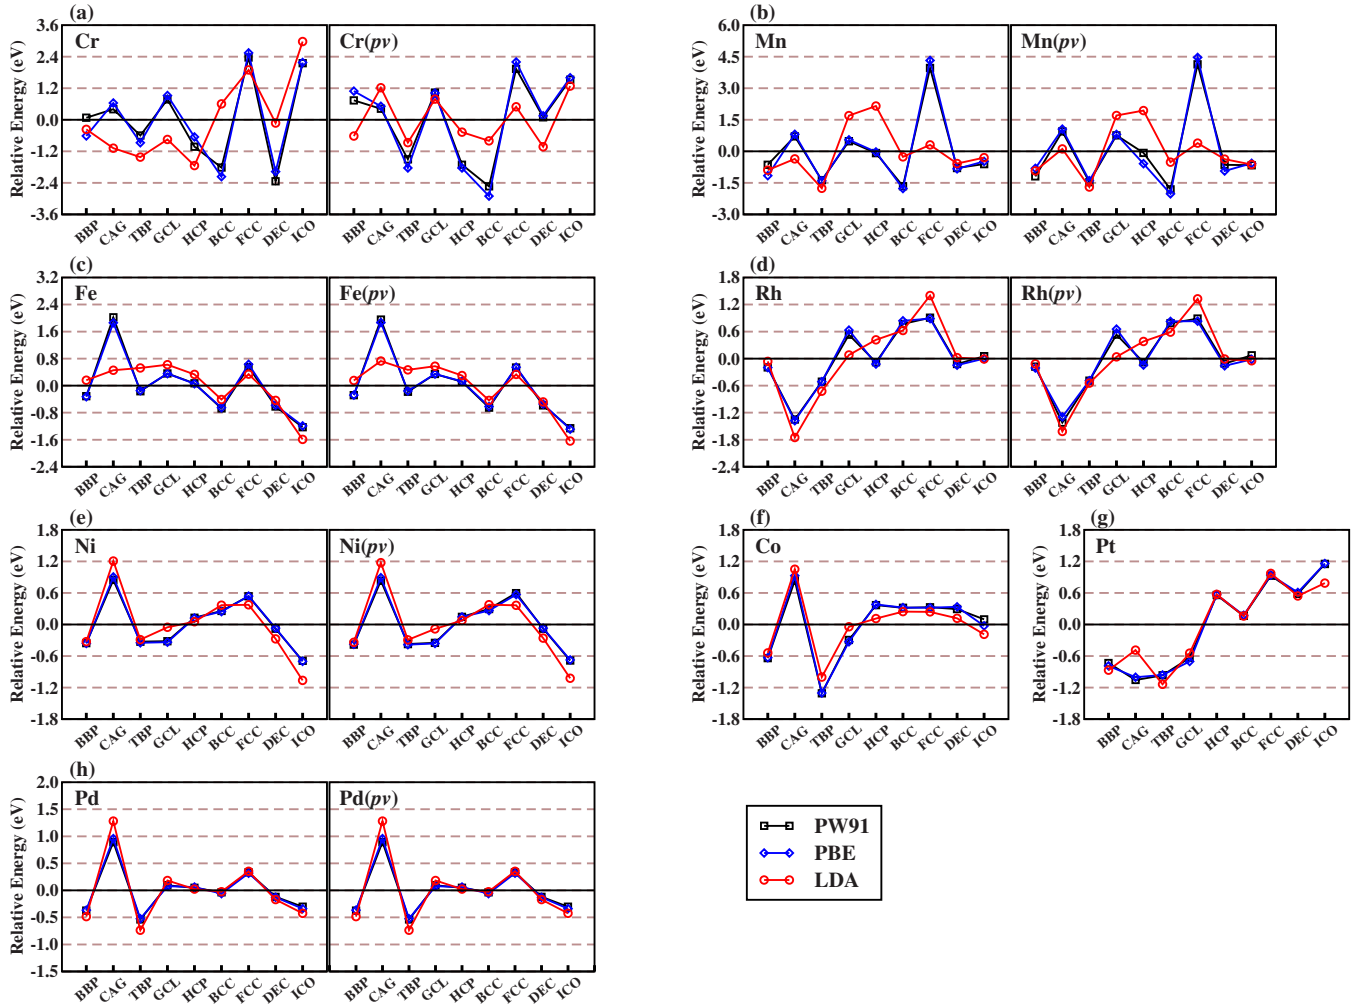 (a)
Cr
Cr(pv)
Relative Energy (eV)
3.6
2.4
1.2
0.0
-1.2
-2.4
-3.6
BBP CAG TBP GCL HCP BCC FCC DEC ICO
BBP CAG TBP GCL HCP BCC FCC DEC ICO
(b)
Mn
Mn(pv)
Relative Energy (eV)
6.0
4.5
3.0
1.5
0.0
-1.5
-3.0
BBP CAG TBP GCL HCP BCC FCC DEC ICO
BBP CAG TBP GCL HCP BCC FCC DEC ICO
(c)
Fe
Fe(pv)
Relative Energy (eV)
3.2
2.4
1.6
0.8
0.0
-0.8
-1.6
-2.4
BBP CAG TBP GCL HCP BCC FCC DEC ICO
BBP CAG TBP GCL HCP BCC FCC DEC ICO
(d)
Rh
Rh(pv)
Relative Energy (eV)
1.8
1.2
0.6
0.0
-0.6
-1.2
-1.8
-2.4
BBP CAG TBP GCL HCP BCC FCC DEC ICO
BBP CAG TBP GCL HCP BCC FCC DEC ICO
(e)
Ni
Ni(pv)
Relative Energy (eV)
1.8
1.2
0.6
0.0
-0.6
-1.2
-1.8
BBP CAG TBP GCL HCP BCC FCC DEC ICO
BBP CAG TBP GCL HCP BCC FCC DEC ICO
(f)
Co
Relative Energy (eV)
1.8
1.2
0.6
0.0
-0.6
-1.2
-1.8
BBP CAG TBP GCL HCP BCC FCC DEC ICO
(g)
Pt
Relative Energy (eV)
1.8
1.2
0.6
-0.6
-1.2
-1.8
BBP CAG TBP GCL HCP BCC FCC DEC ICO
(h)
Pd
Pd(pv)
Relative Energy (eV)
2.0
1.5
1.0
0.5
0.0
-0.5
-1.0
-1.5
BBP CAG TBP GCL HCP BCC FCC DEC ICO
BBP CAG TBP GCL HCP BCC FCC DEC ICO
PW91
PBE
LDA